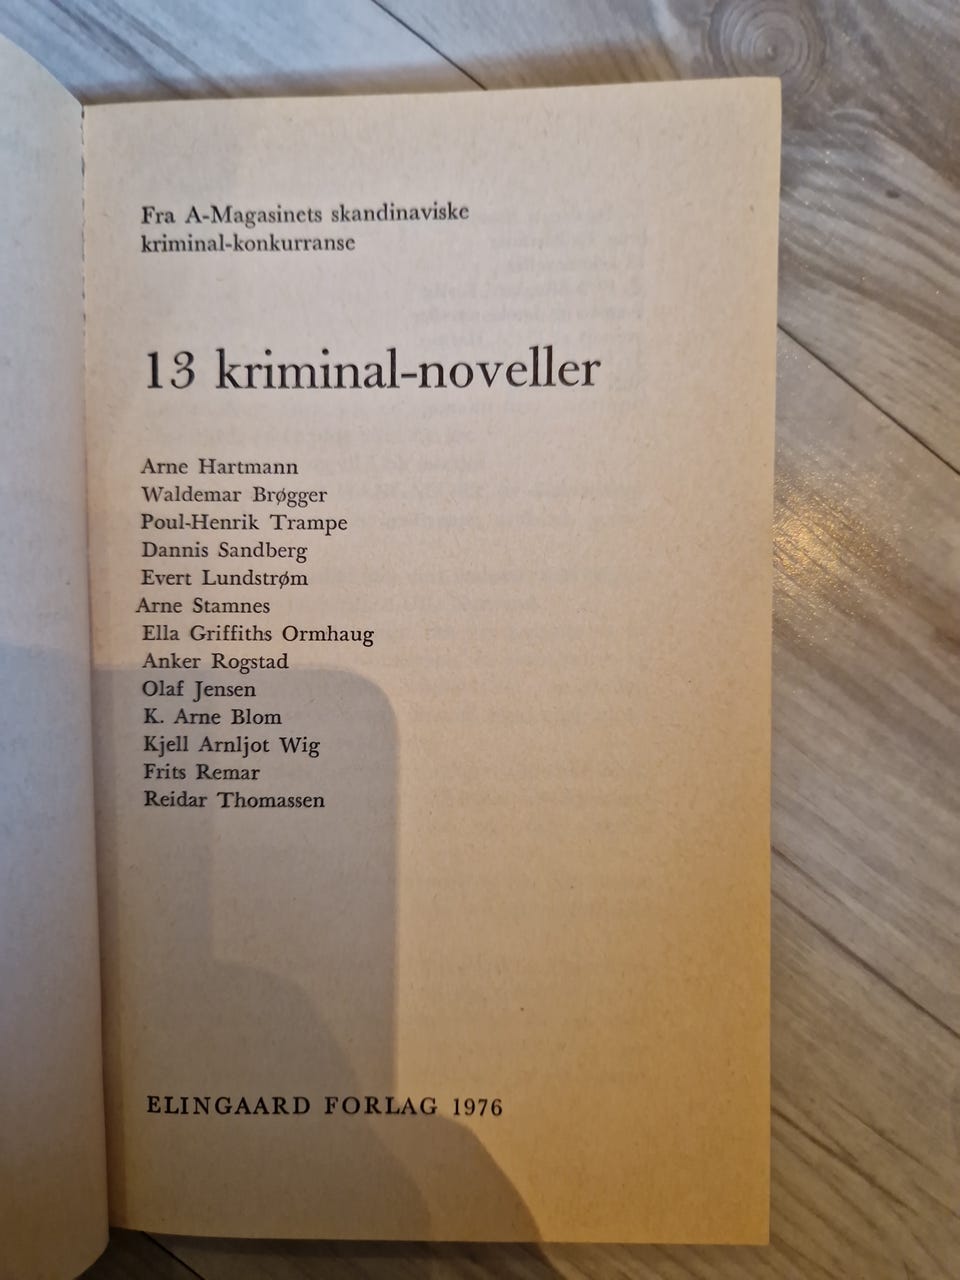 Fra A-Magasinets skandinaviske
kriminal-konkurranse
13 kriminal-noveller
Arne Hartmann
Waldemar Brøgger
Poul-Henrik Trampe
Dannis Sandberg
Evert Lundstrøm
Arne Stamnes
Ella Griffiths Ormhaug
Anker Rogstad
Olaf Jensen
K. Arne Blom
Kjell Arnljot Wig
Frits Remar
Reidar Thomassen
ELINGAARD FORLAG 1976